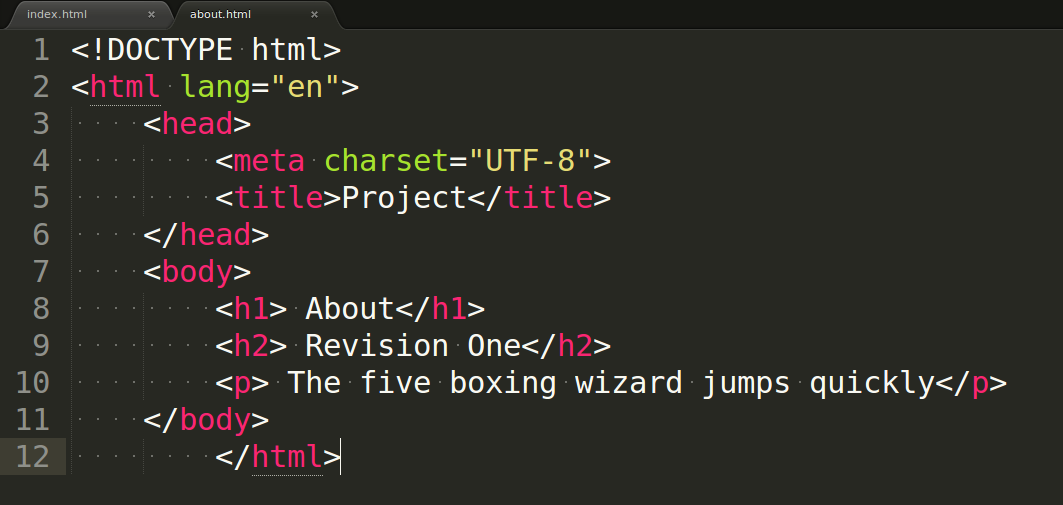 index.html × about.html ×
1 <!DOCTYPE html>
2 <html lang="en">
3     <head>
4         <meta charset="UTF-8">
5         <title>Project</title>
6     </head>
7     <body>
8         <h1> About</h1>
9         <h2> Revision One</h2>
10         <p> The five boxing wizard jumps quickly</p>
11     </body>
12         </html>